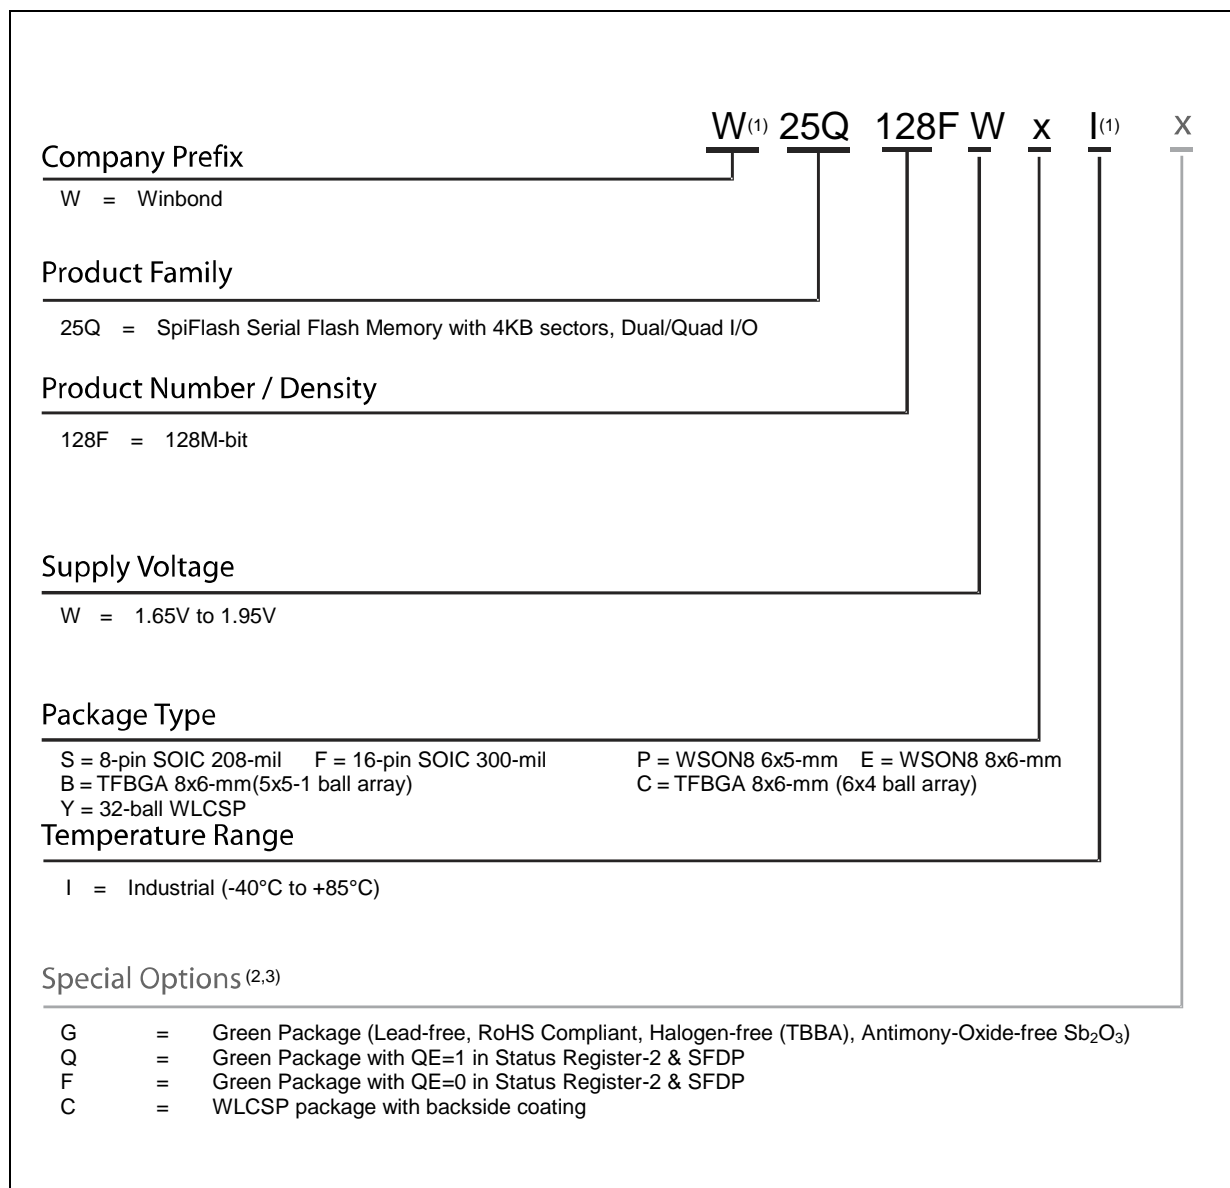 W(1) 25Q 128F W x I(1) x
Company Prefix
W = Winbond
Product Family
25Q = SpiFlash Serial Flash Memory with 4KB sectors, Dual/Quad I/O
Product Number / Density
128F = 128M-bit
Supply Voltage
W = 1.65V to 1.95V
Package Type
S = 8-pin SOIC 208-mil F = 16-pin SOIC 300-mil P = WSON8 6x5-mm E = WSON8 8x6-mm
B = TFBGA 8x6-mm(5x5-1 ball array) C = TFBGA 8x6-mm (6x4 ball array)
Y = 32-ball WLCSP
Temperature Range
I = Industrial (-40°C to +85°C)
Special Options (2,3)
G = Green Package (Lead-free, RoHS Compliant, Halogen-free (TBBA), Antimony-Oxide-free Sb₂O₃)
Q = Green Package with QE=1 in Status Register-2 & SFDP
F = Green Package with QE=0 in Status Register-2 & SFDP
C = WLCSP package with backside coating